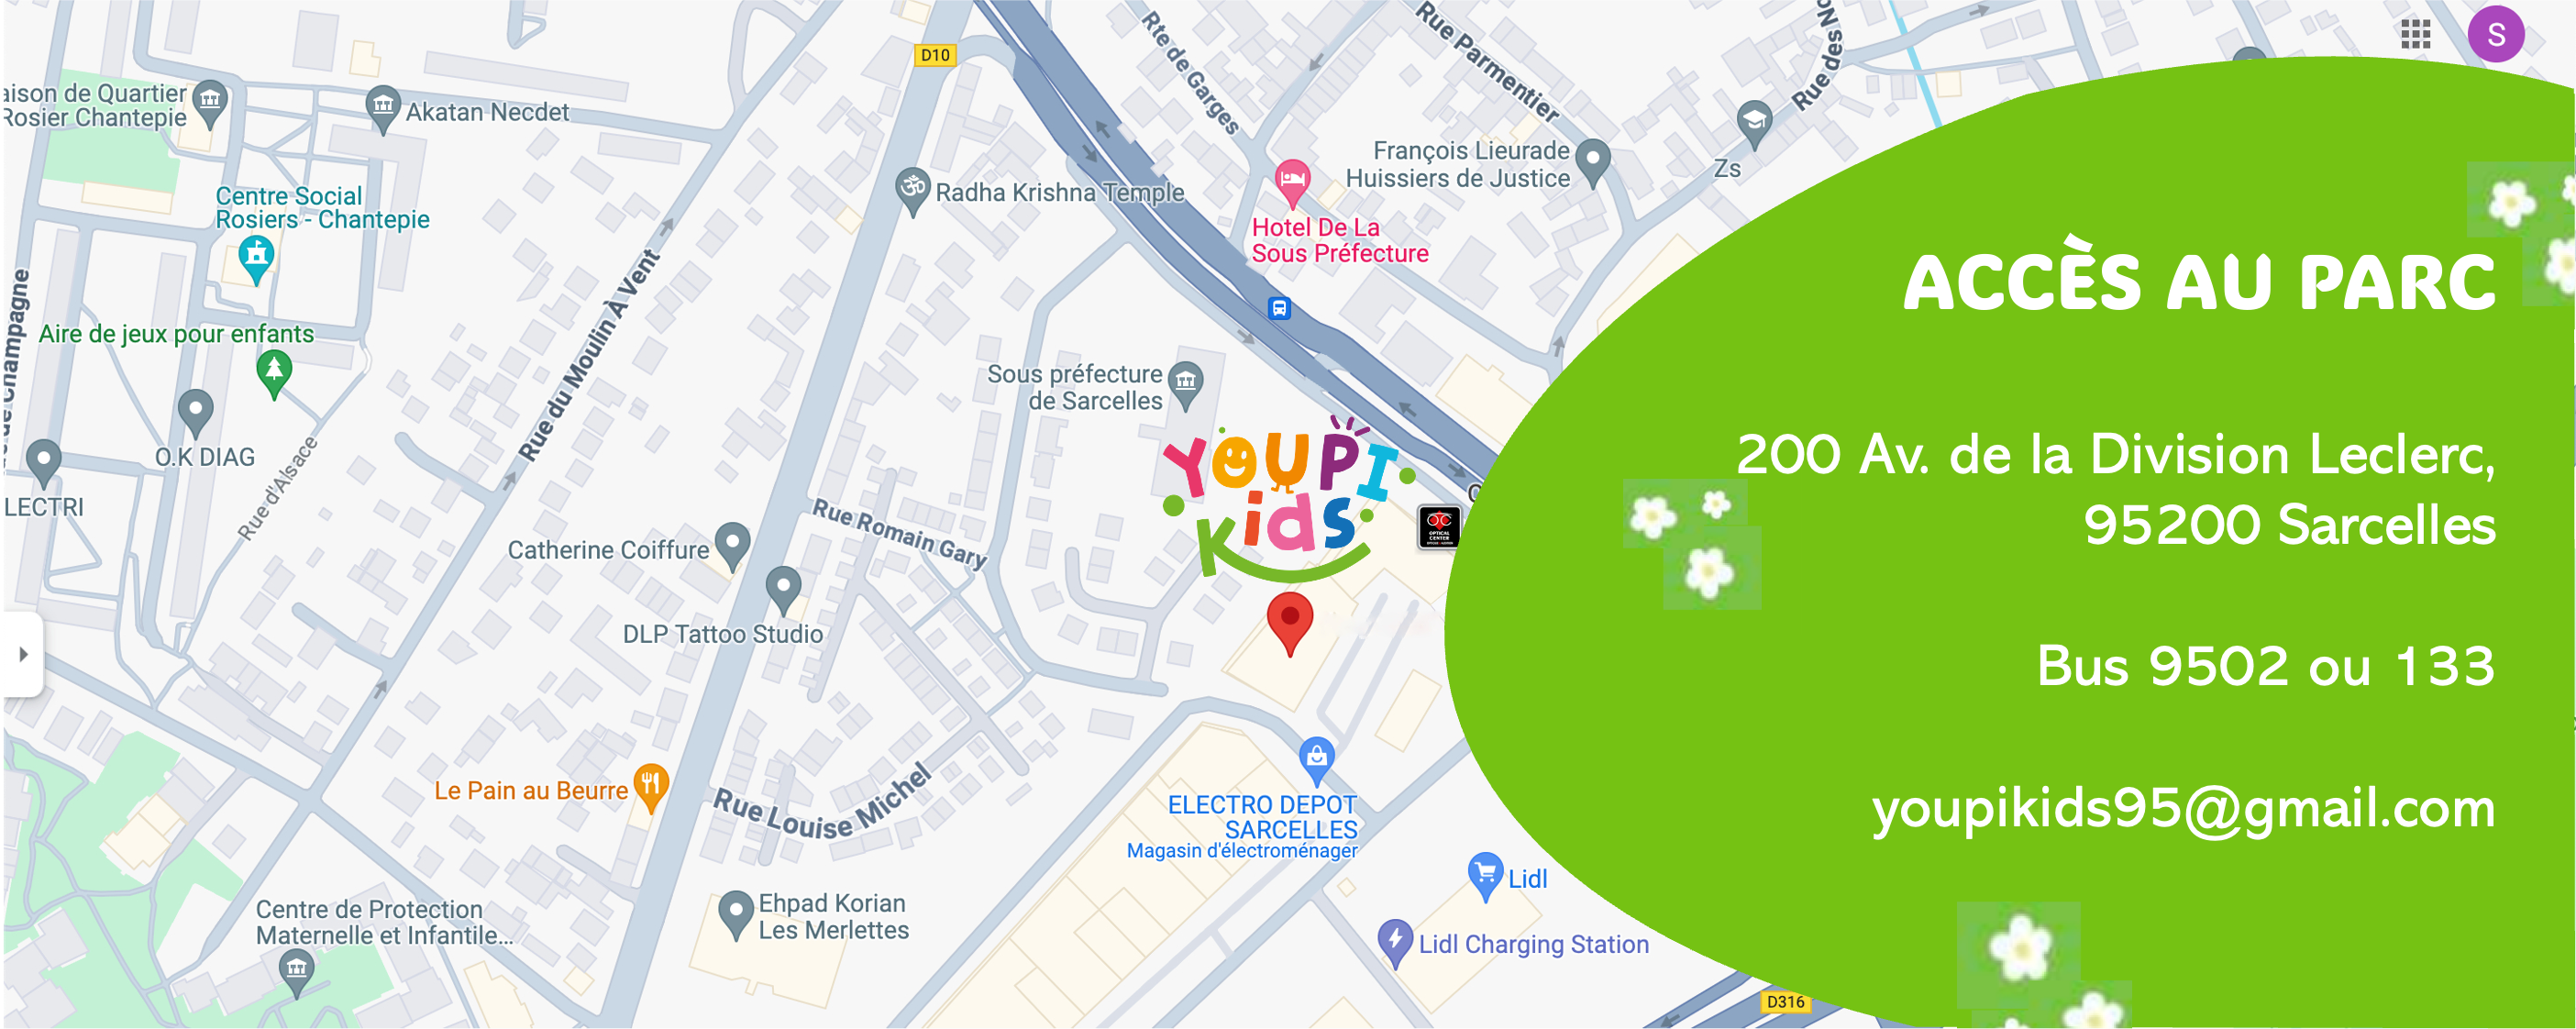 D10
Rte de Garges
Rue Parmentier
Rue des No
S
aison de Quartier
Rosier Chantepie
Akatan Necdet
François Lieurade
Huissiers de Justice
Zs
Centre Social
Rosiers - Chantepie
Radha Krishna Temple
Hotel De La
Sous Préfecture
ACCÈS AU PARC
Rue du Moulin À Vent
de Champagne
Aire de jeux pour enfants
Sous préfecture
de Sarcelles
YOUPI
kids
O.K DIAG
LECTRI
Rue d'Alsace
Rue Romain Gary
OPTICAL
CENTER
200 Av. de la Division Leclerc,
95200 Sarcelles
Catherine Coiffure
DLP Tattoo Studio
Bus 9502 ou 133
Le Pain au Beurre
Rue Louise Michel
ELECTRO DEPOT
SARCELLES
Magasin d'électroménager
youpikids95@gmail.com
Lidl
Ehpad Korian
Les Merlettes
Centre de Protection
Maternelle et Infantile...
Lidl Charging Station
D316